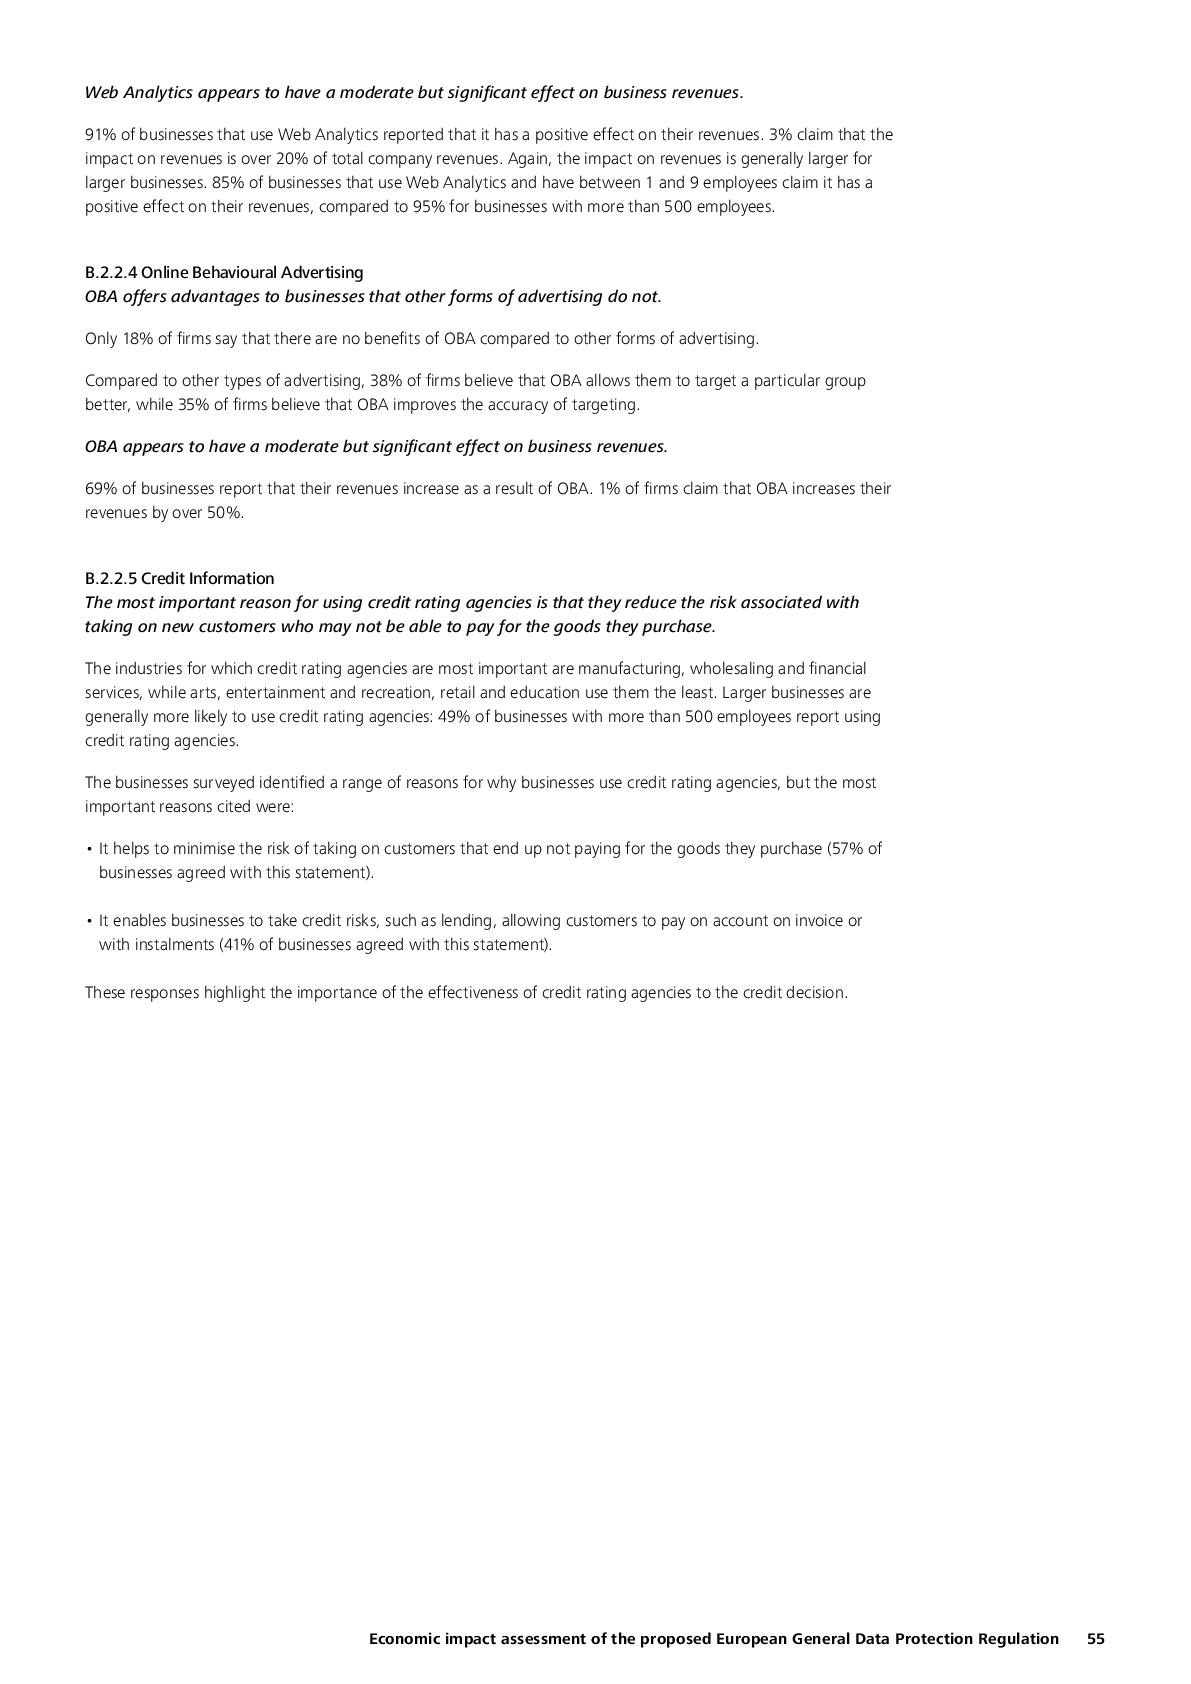 Web Analytics appears to have a moderate but significant effect on business revenues.
91% of businesses that use Web Analytics reported that it has a positive effect on their revenues. 3% claim that the
impact on revenues is over 20% of total company revenues. Again, the impact on revenues is generally larger for
larger businesses. 85% of businesses that use Web Analytics and have between 1 and 9 employees claim it has a
positive effect on their revenues, compared to 95% for businesses with more than 500 employees.
B.2.2.4 Online Behavioural Advertising
OBA offers advantages to businesses that other forms of advertising do not.
Only 18% of firms say that there are no benefits of OBA compared to other forms of advertising.
Compared to other types of advertising, 38% of firms believe that OBA allows them to target a particular group
better, while 35% of firms believe that OBA improves the accuracy of targeting.
OBA appears to have a moderate but significant effect on business revenues.
69% of businesses report that their revenues increase as a result of OBA. 1% of firms claim that OBA increases their
revenues by over 50%.
B.2.2.5 Credit Information
The most important reason for using credit rating agencies is that they reduce the risk associated with
taking on new customers who may not be able to pay for the goods they purchase.
The industries for which credit rating agencies are most important are manufacturing, wholesaling and financial
services, while arts, entertainment and recreation, retail and education use them the least. Larger businesses are
generally more likely to use credit rating agencies: 49% of businesses with more than 500 employees report using
credit rating agencies.
The businesses surveyed identified a range of reasons for why businesses use credit rating agencies, but the most
important reasons cited were:
• It helps to minimise the risk of taking on customers that end up not paying for the goods they purchase (57% of
businesses agreed with this statement).
• It enables businesses to take credit risks, such as lending, allowing customers to pay on account on invoice or
with instalments (41% of businesses agreed with this statement).
These responses highlight the importance of the effectiveness of credit rating agencies to the credit decision.
Economic impact assessment of the proposed European General Data Protection Regulation 55